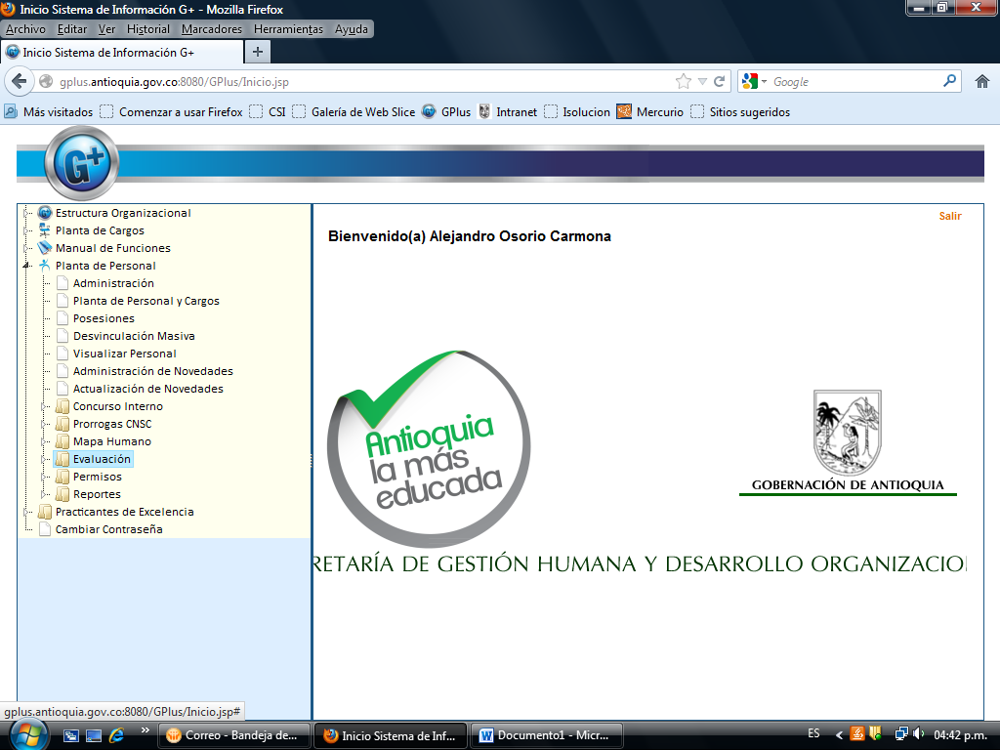 Inicio Sistema de Información G+ - Mozilla Firefox
Archivo Editar Ver Historial Marcadores Herramientas Ayuda
Inicio Sistema de Información G+
gplus.antioquia.gov.co:8080/GPlus/Inicio.jsp
Google
Más visitados Comenzar a usar Firefox CSI Galería de Web Slice GPlus Intranet Isolucion Mercurio Sitios sugeridos
G+
Salir
Bienvenido(a) Alejandro Osorio Carmona
Estructura Organizacional
Planta de Cargos
Manual de Funciones
Planta de Personal
Administración
Planta de Personal y Cargos
Posesiones
Desvinculación Masiva
Visualizar Personal
Administración de Novedades
Actualización de Novedades
Concurso Interno
Prorrogas CNSC
Mapa Humano
Evaluación
Permisos
Reportes
Practicantes de Excelencia
Cambiar Contraseña
Antioquia
la más
educada
GOBERNACIÓN DE ANTIOQUIA
RETARÍA DE GESTIÓN HUMANA Y DESARROLLO ORGANIZACIO
gplus.antioquia.gov.co:8080/GPlus/Inicio.jsp#
Correo - Bandeja de... Inicio Sistema de Inf... Documento1 - Micr... ES 04:42 p.m.